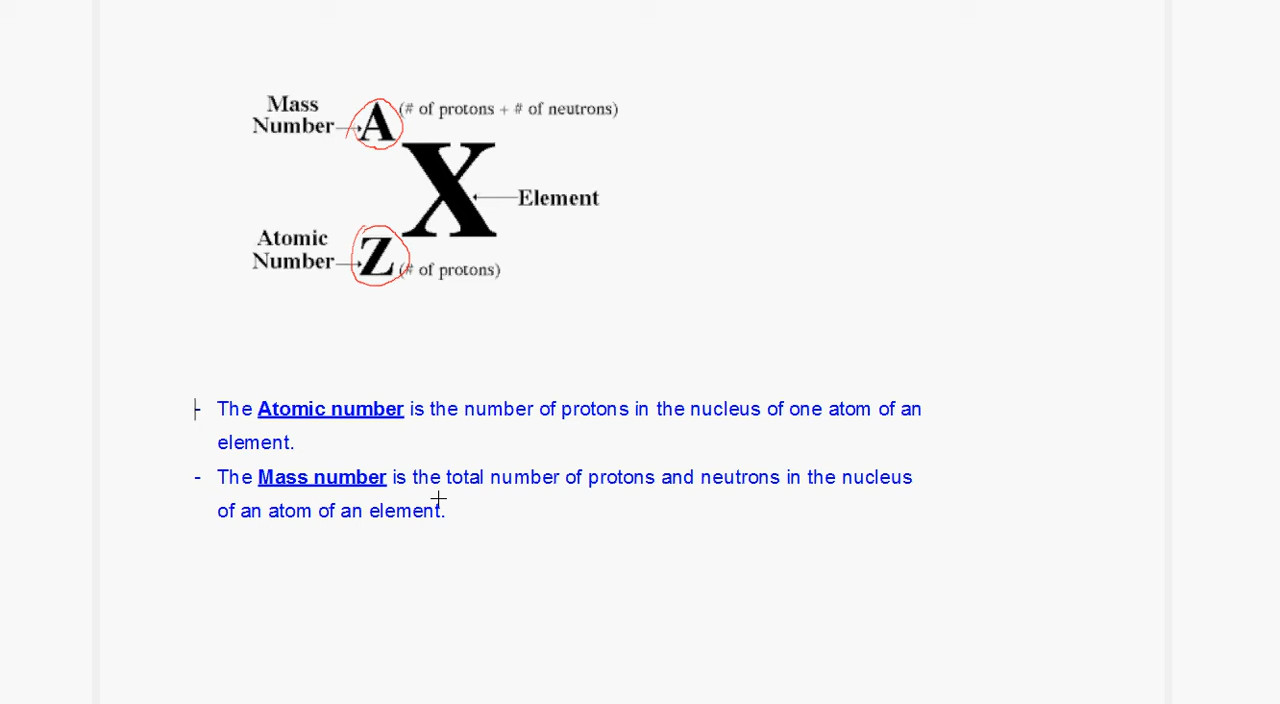 Mass
Number
A (# of protons + # of neutrons)
X
Element
Atomic
Number
Z (# of protons)
- The Atomic number is the number of protons in the nucleus of one atom of an
element.
- The Mass number is the total number of protons and neutrons in the nucleus
of an atom of an element.